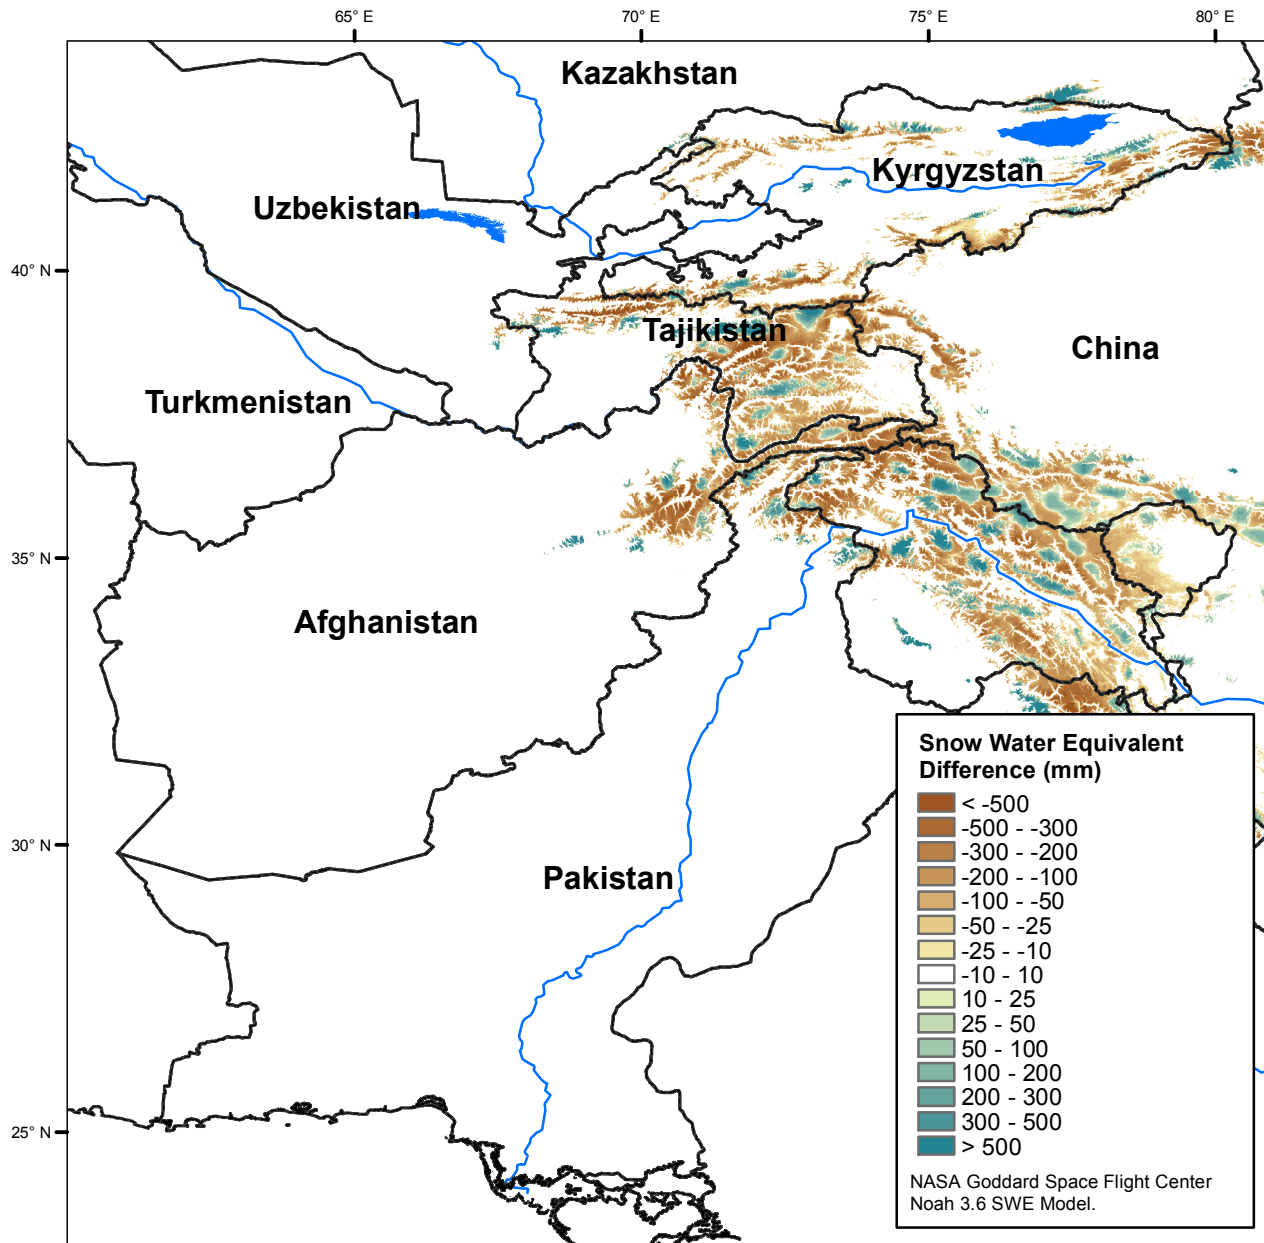 65° E 70° E 75° E 80° E
Kazakhstan
Kyrgyzstan
Uzbekistan
40° N
Tajikistan
China
Turkmenistan
35° N
Afghanistan
Snow Water Equivalent
Difference (mm)
< -500
-500 - -300
-300 - -200
-200 - -100
-100 - -50
-50 - -25
-25 - -10
-10 - 10
10 - 25
25 - 50
50 - 100
100 - 200
200 - 300
300 - 500
> 500
NASA Goddard Space Flight Center
Noah 3.6 SWE Model.
30° N
Pakistan
25° N